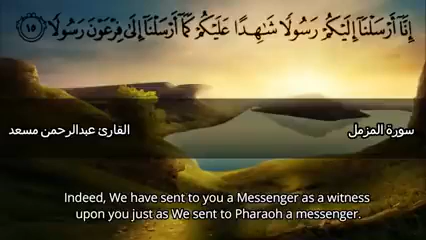 إِنَّآ أَرْسَلْنَآ إِلَيْكُمْ رَسُولًا شَٰهِدًا عَلَيْكُمْ كَمَآ أَرْسَلْنَآ إِلَىٰ فِرْعَوْنَ رَسُولًا ١٥
سورة المزمل
القارئ عبدالرحمن مسعد
Indeed, We have sent to you a Messenger as a witness
upon you just as We sent to Pharaoh a messenger.